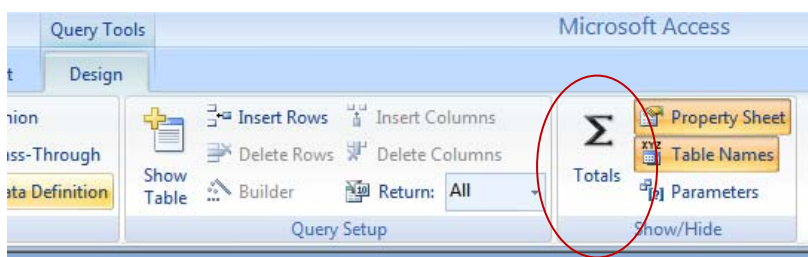 Query Tools
Microsoft Access
Design
Insert Rows
Insert Columns
Delete Rows
Delete Columns
Show
Table
Builder
Return: All
Query Setup
Σ
Totals
Property Sheet
XYZ
Table Names
Parameters
Show/Hide
nion
ss-Through
ata Definition